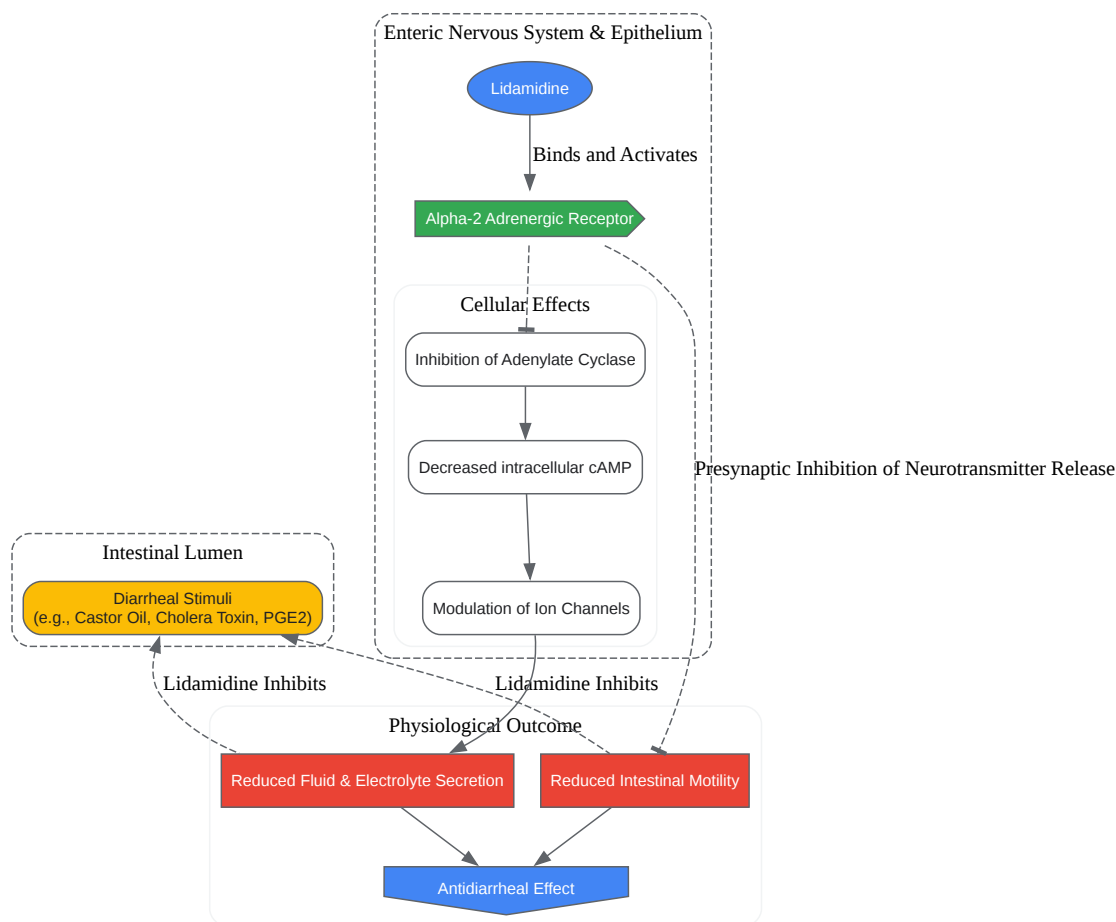 Enteric Nervous System & Epithelium
Lidamidine
Binds and Activates
Alpha-2 Adrenergic Receptor
Cellular Effects
Inhibition of Adenylate Cyclase
Decreased intracellular cAMP
Presynaptic Inhibition of Neurotransmitter Release
Intestinal Lumen
Diarrheal Stimuli
(e.g., Castor Oil, Cholera Toxin, PGE2)
Modulation of Ion Channels
Lidamidine Inhibits
Lidamidine Inhibits
Physiological Outcome
Reduced Fluid & Electrolyte Secretion
Reduced Intestinal Motility
Antidiarrheal Effect